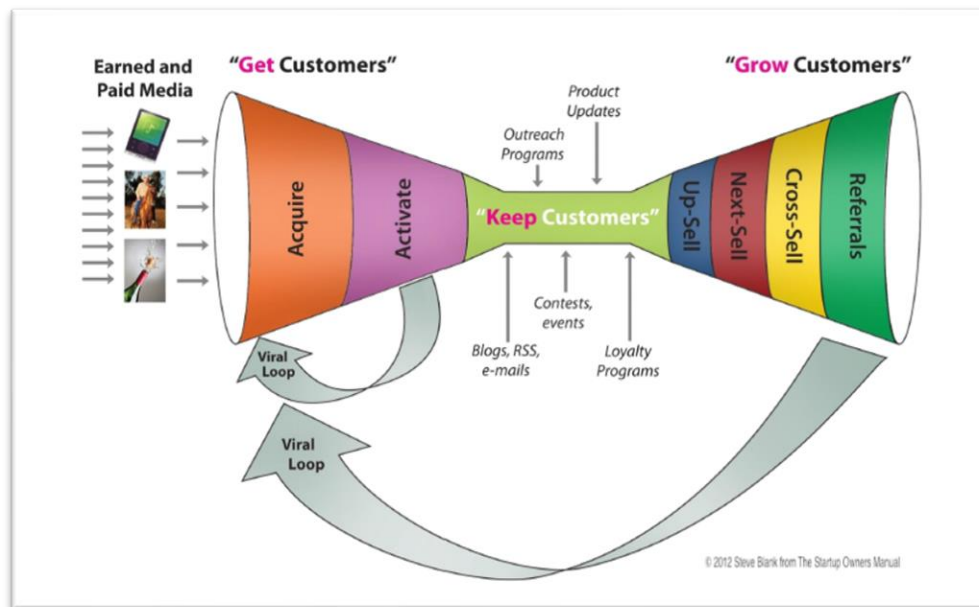 Earned and
Paid Media
“Get Customers”
“Grow Customers”
Product
Updates
Outreach
Programs
Acquire
Activate
“Keep Customers”
Up-Sell
Next-Sell
Cross-Sell
Referrals
Contests,
events
Blogs, RSS,
e-mails
Loyalty
Programs
Viral
Loop
Viral
Loop
© 2012 Steve Blank from The Startup Owners Manual